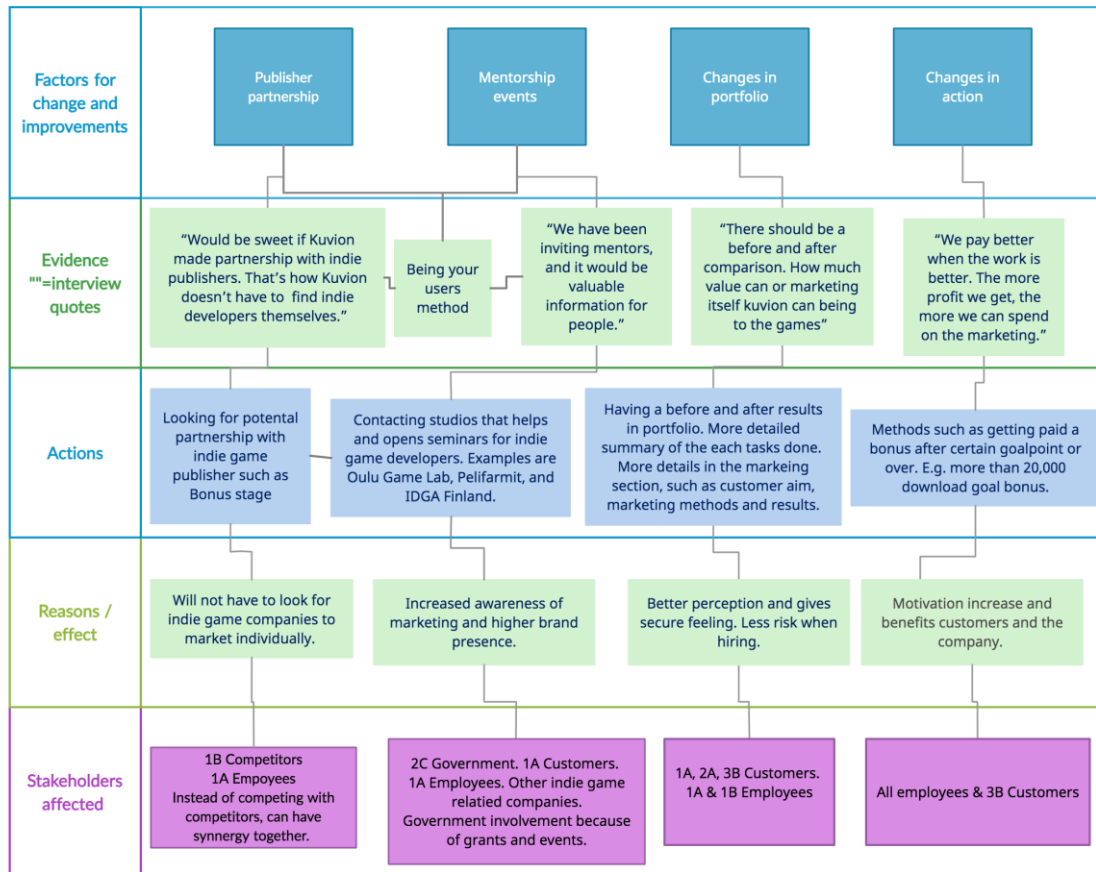 Factors for
change and
improvements
Publisher
partnership
Mentorship
events
Changes in
portfolio
Changes in
action
Evidence
""=interview
quotes
“Would be sweet if Kuvion
made partnership with indie
publishers. That’s how Kuvion
doesn’t have to find indie
developers themselves.”
Being your
users
method
“We have been
inviting mentors,
and it would be
valuable
information for
people.”
“There should be a
before and after
comparison. How much
value can or marketing
itself kuvion can being
to the games”
“We pay better
when the work is
better. The more
profit we get, the
more we can spend
on the marketing.”
Actions
Looking for potental
partnership with
indie game
publisher such as
Bonus stage
Contacting studios that helps
and opens seminars for indie
game developers. Examples are
Oulu Game Lab, Pelifarmit, and
IDGA Finland.
Having a before and after results
in portfolio. More detailed
summary of the each tasks done.
More details in the markeing
section, such as customer aim,
marketing methods and results.
Methods such as getting paid a
bonus after certain goalpoint or
over. E.g. more than 20,000
download goal bonus.
Reasons /
effect
Will not have to look for
indie game companies to
market individually.
Increased awareness of
marketing and higher brand
presence.
Better perception and gives
secure feeling. Less risk when
hiring.
Motivation increase and
benefits customers and the
company.
Stakeholders
affected
1B Competitors
1A Empoyees
Instead of competing with
competitors, can have
synnergy together.
2C Government. 1A Customers.
1A Employees. Other indie game
relatied companies.
Government involvement because
of grants and events.
1A, 2A, 3B Customers.
1A & 1B Employees
All employees & 3B Customers